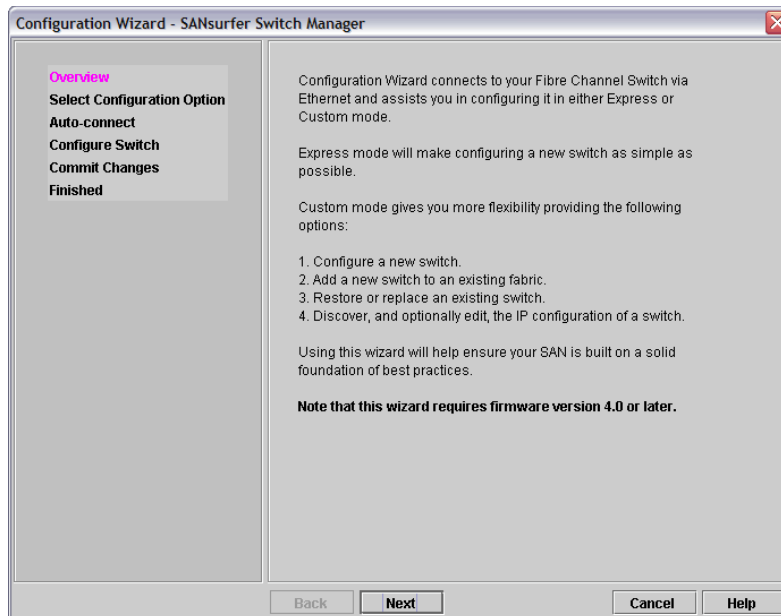 Configuration Wizard - SANsurfer Switch Manager
Overview
Select Configuration Option
Auto-connect
Configure Switch
Commit Changes
Finished
Configuration Wizard connects to your Fibre Channel Switch via
Ethernet and assists you in configuring it in either Express or
Custom mode.
Express mode will make configuring a new switch as simple as
possible.
Custom mode gives you more flexibility providing the following
options:
1. Configure a new switch.
2. Add a new switch to an existing fabric.
3. Restore or replace an existing switch.
4. Discover, and optionally edit, the IP configuration of a switch.
Using this wizard will help ensure your SAN is built on a solid
foundation of best practices.
Note that this wizard requires firmware version 4.0 or later.
Back
Next
Cancel
Help